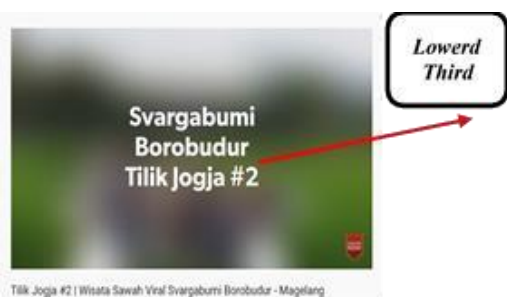 Lowerd
Third
Svargabumi
Borobudur
Tilik Jogja #2
Tilik Jogja #2 | Wisata Sawah Viral Svargabumi Borobudur - Magelang